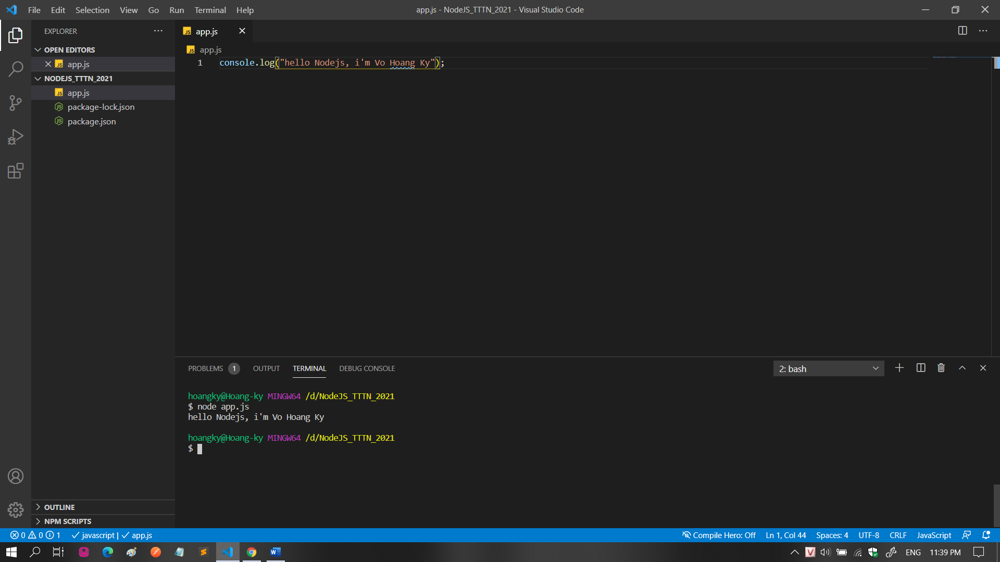 File Edit Selection View Go Run Terminal Help
app.js - NodeJS_TTTN_2021 - Visual Studio Code
EXPLORER
OPEN EDITORS
app.js
NODEJS_TTTN_2021
app.js
package-lock.json
package.json
OUTLINE
NPM SCRIPTS
app.js
app.js
1 console.log("hello Nodejs, i'm Vo Hoang Ky");
PROBLEMS 1 OUTPUT TERMINAL DEBUG CONSOLE
2: bash
hoangky@Hoang-ky MINGW64 /d/NodeJS_TTTN_2021
$ node app.js
hello Nodejs, i'm Vo Hoang Ky
hoangky@Hoang-ky MINGW64 /d/NodeJS_TTTN_2021
$
0 0 1 javascript | app.js
Compile Hero: Off Ln 1, Col 44 Spaces: 4 UTF-8 CRLF JavaScript
ENG 11:39 PM